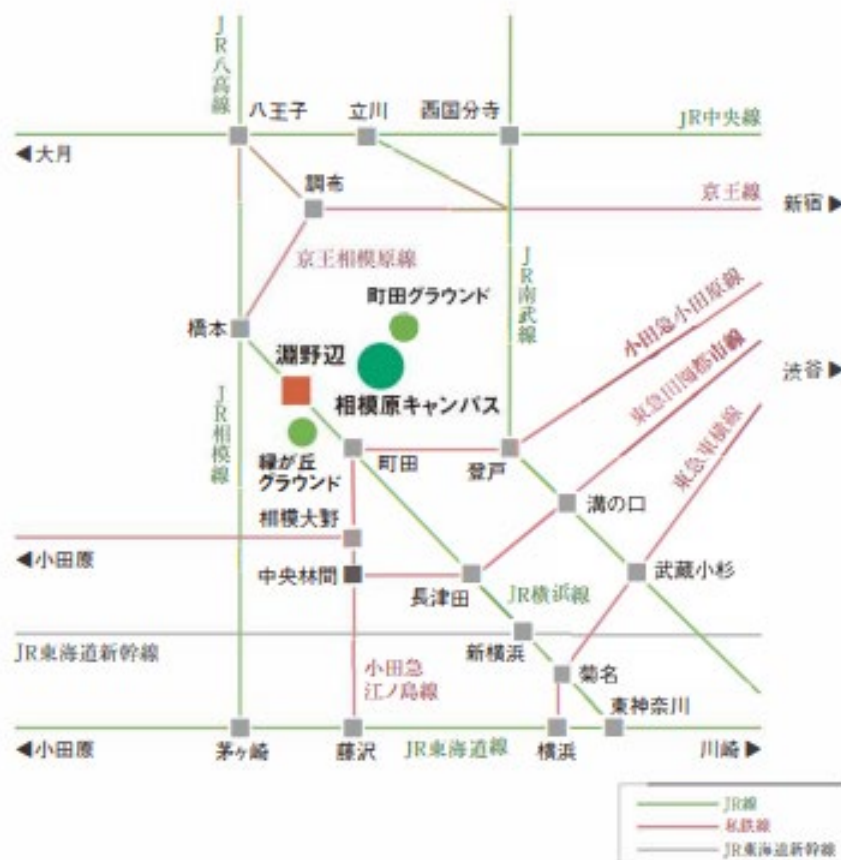 JR八高線
八王子
立川
西国分寺
JR中央線
◀大月
調布
京王線
新宿▶
京王相模原線
町田グラウンド
JR南武線
小田急小田原線
橋本
淵野辺
相模原キャンパス
東急田園都市線
渋谷▶
JR相模線
東急東横線
緑が丘
グラウンド
町田
登戸
相模大野
溝の口
◀小田原
中央林間
長津田
JR横浜線
武蔵小杉
JR東海道新幹線
新横浜
小田急
江ノ島線
菊名
東神奈川
◀小田原
茅ヶ崎
藤沢
JR東海道線
横浜
川崎▶
JR線
私鉄線
JR東海道新幹線